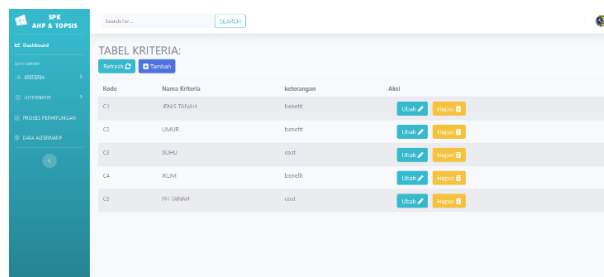 SPK
AHP & TOPSIS
Search for...
SEARCH
Dashboard
KRITERIA
ALTERNATIF
PROSES PERHITUNGAN
DATA ALTERNATIF
TABEL KRITERIA:
Refresh
Tambah
Kode Nama Kriteria keterangan Aksi
C1 JENIS TANAH benefit Ubah Hapus
C2 UMUR benefit Ubah Hapus
C3 SUHU cost Ubah Hapus
C4 IKLIM benefit Ubah Hapus
C5 PH TANAH cost Ubah Hapus